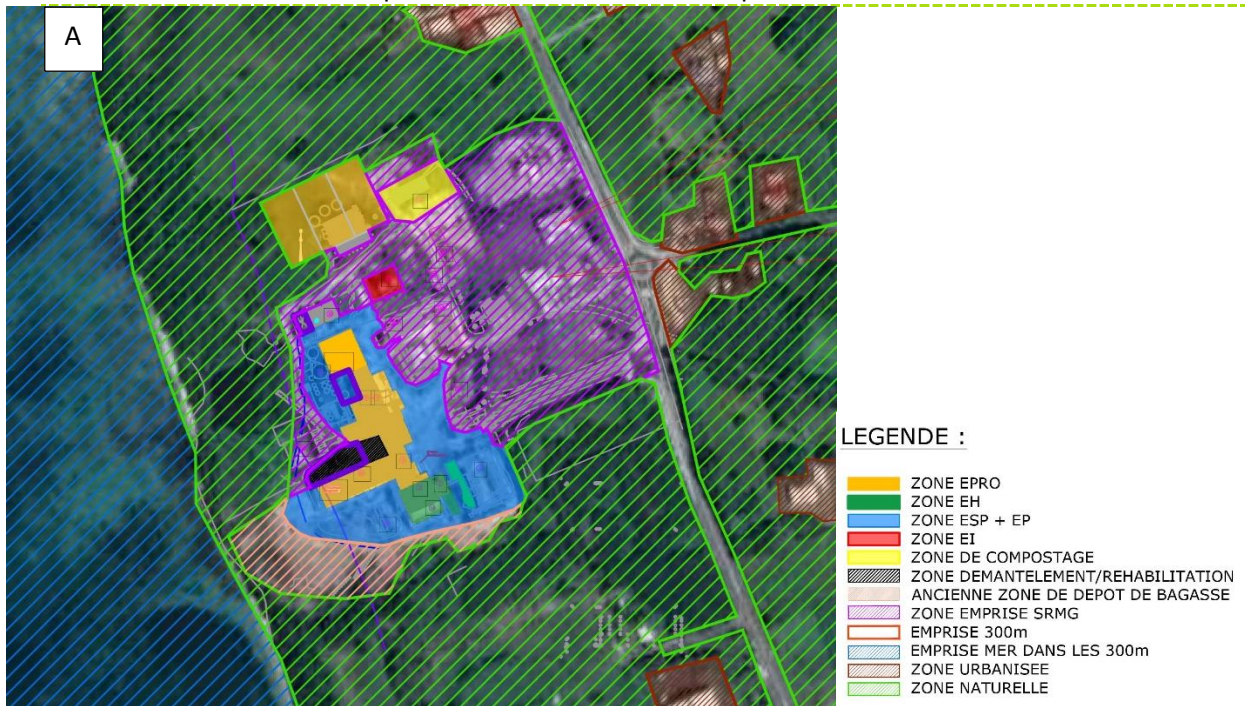 A
LEGENDE :
ZONE EPRO
ZONE EH
ZONE ESP + EP
ZONE EI
ZONE DE COMPOSTAGE
ZONE DEMANTELEMENT/REHABILITATION
ANCIENNE ZONE DE DEPOT DE BAGASSE
ZONE EMPRISE SRMG
EMPRISE 300m
EMPRISE MER DANS LES 300m
ZONE URBANISEE
ZONE NATURELLE